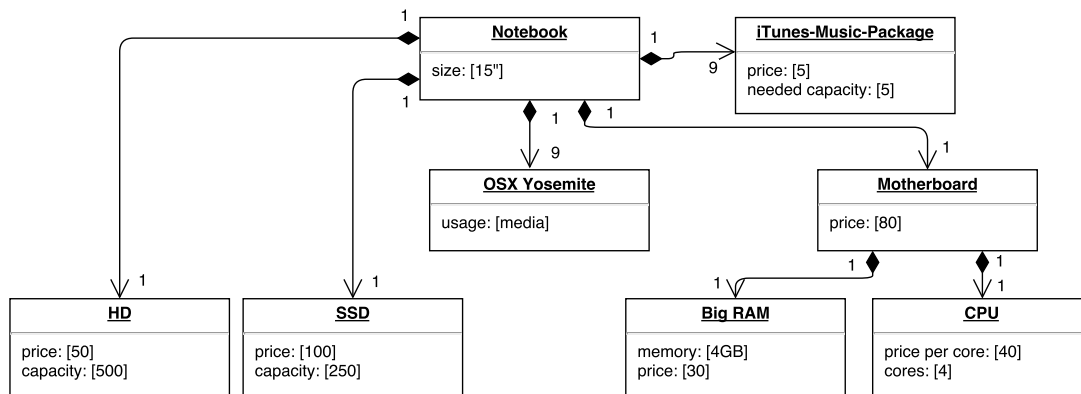 1
Notebook
size: [15"]
1
iTunes-Music-Package
9
price: [5]
needed capacity: [5]
1
1
1
9
1
OSX Yosemite
usage: [media]
Motherboard
price: [80]
1
1
1
1
1
1
HD
price: [50]
capacity: [500]
SSD
price: [100]
capacity: [250]
Big RAM
memory: [4GB]
price: [30]
CPU
price per core: [40]
cores: [4]